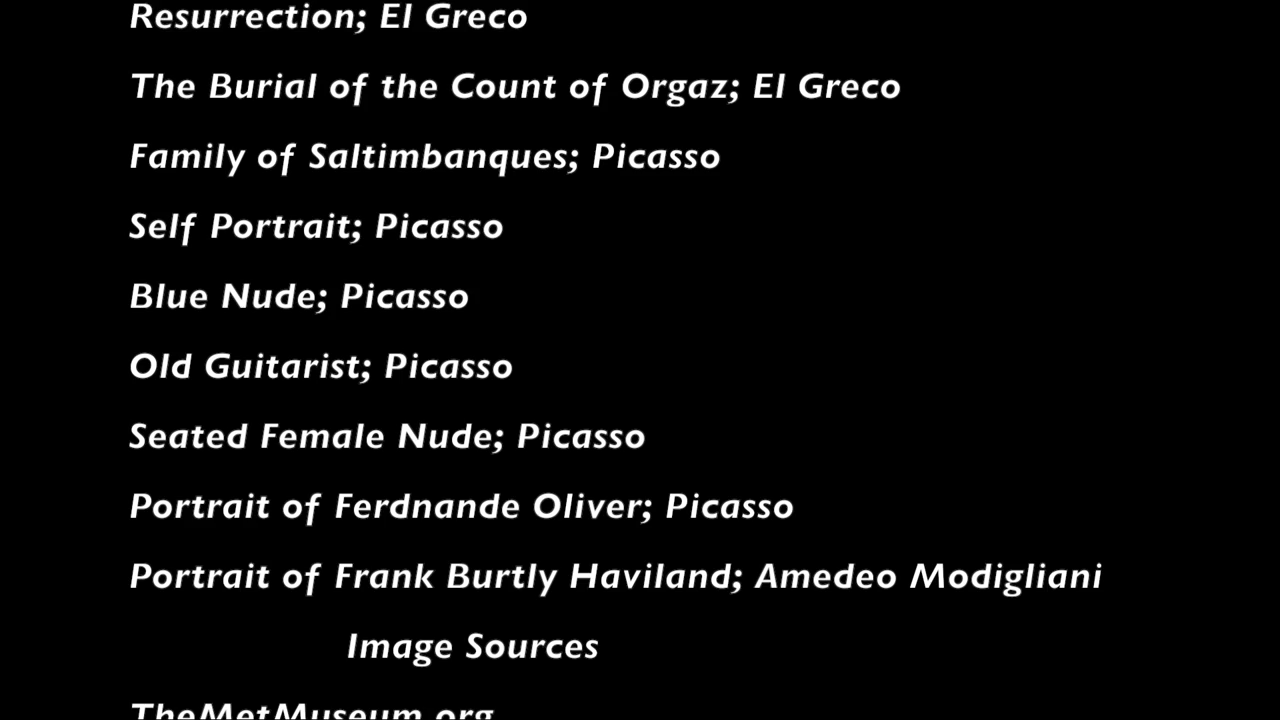 Resurrection; El Greco
The Burial of the Count of Orgaz; El Greco
Family of Saltimbanques; Picasso
Self Portrait; Picasso
Blue Nude; Picasso
Old Guitarist; Picasso
Seated Female Nude; Picasso
Portrait of Ferdnande Oliver; Picasso
Portrait of Frank Burtly Haviland; Amedeo Modigliani
Image Sources
TheMetMuseum.org